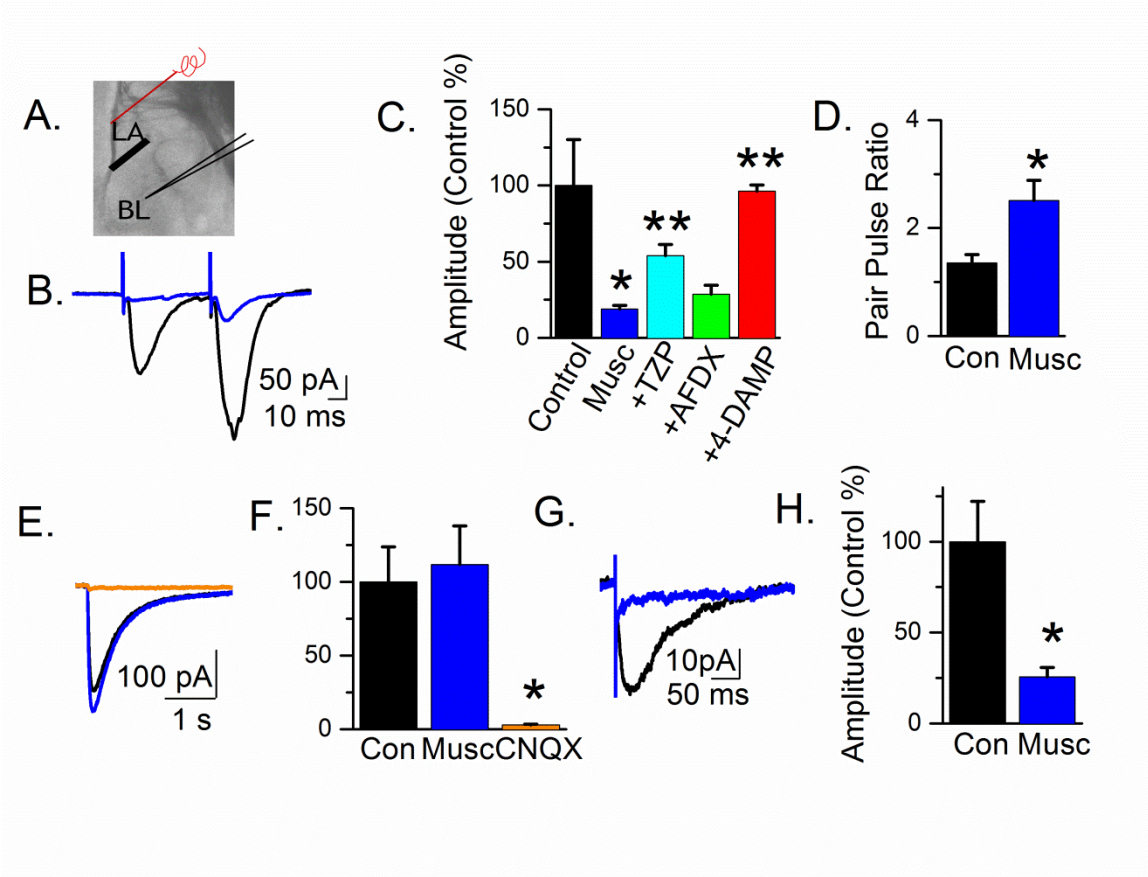 A.
LA
BL
B.
50 pA
10 ms
C.
Amplitude (Control %)
150
100
50
0
Control
Musc
+TZP
+AFDX
+4-DAMP
*
**
**
D.
Pair Pulse Ratio
4
2
0
*
Con Musc
E.
100 pA
1 s
F.
150
100
50
0
*
Con Musc CNQX
G.
10pA
50 ms
H.
Amplitude (Control %)
100
50
0
*
Con Musc